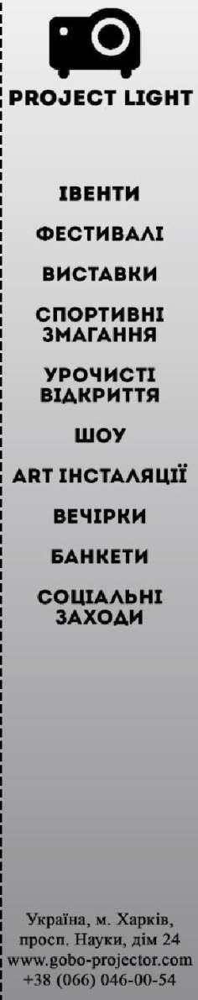 PROJECT LIGHT
ІВЕНТИ
ФЕСТИВАЛІ
ВИСТАВКИ
СПОРТИВНІ
ЗМАГАННЯ
УРОЧИСТІ
ВІДКРИТТЯ
ШОУ
ART ІНСТАЛЯЦІЇ
ВЕЧІРКИ
БАНКЕТИ
СОЦІАЛЬНІ
ЗАХОДИ
Україна, м. Харків,
просп. Науки, дім 24
www.gobo-projector.com
+38 (066) 046-00-54